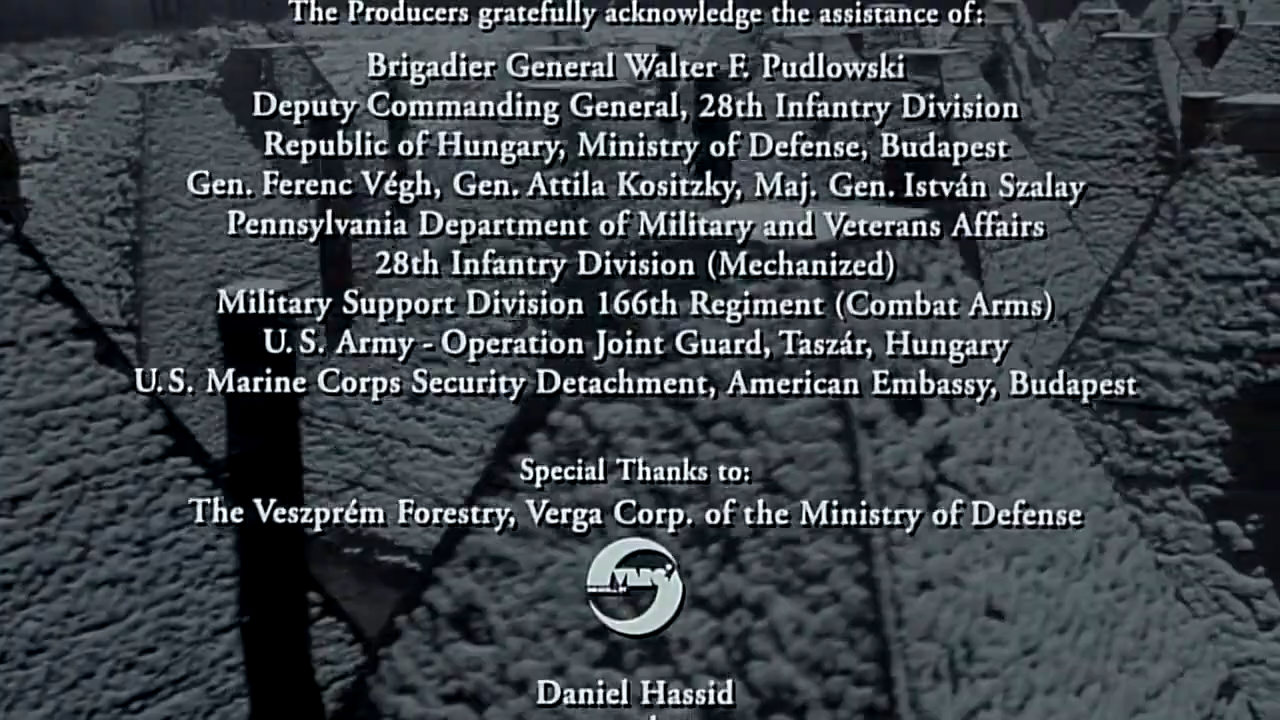 The Producers gratefully acknowledge the assistance of:
Brigadier General Walter F. Pudlowski
Deputy Commanding General, 28th Infantry Division
Republic of Hungary, Ministry of Defense, Budapest
Gen. Ferenc Végh, Gen. Attila Kositzky, Maj. Gen. István Szalay
Pennsylvania Department of Military and Veterans Affairs
28th Infantry Division (Mechanized)
Military Support Division 166th Regiment (Combat Arms)
U.S. Army - Operation Joint Guard, Taszár, Hungary
U.S. Marine Corps Security Detachment, American Embassy, Budapest
Special Thanks to:
The Veszprém Forestry, Verga Corp. of the Ministry of Defense
Daniel Hassid